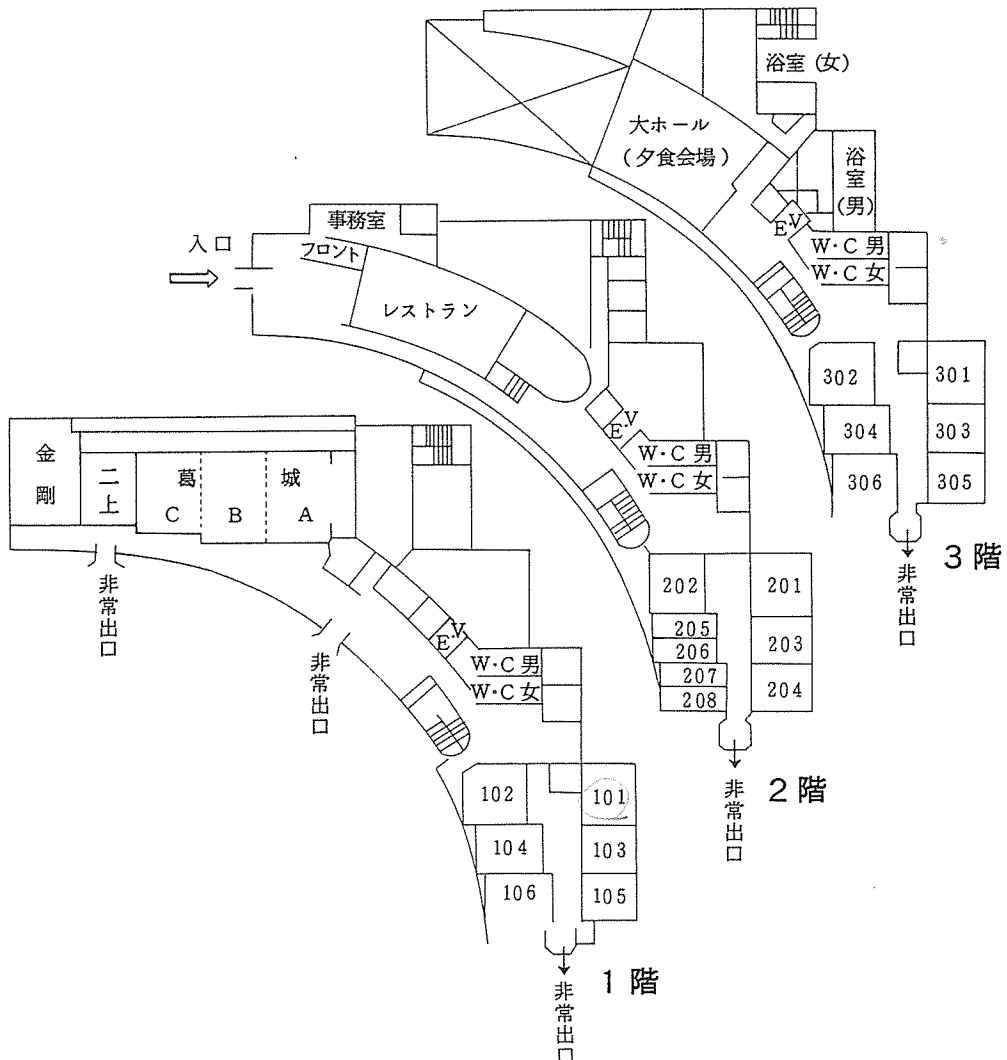 浴室 (女)
大ホール
(夕食会場)
浴室(男)
E.V
W・C 男
W・C 女
302
301
304
303
306
305
3 階
非常出口
事務室
入口
フロント
レストラン
E.V
W・C 男
W・C 女
202
201
205
206
203
207
208
204
2 階
非常出口
金剛
二上
葛城
C B A
非常出口
非常出口
E.V
W・C 男
W・C 女
102
101
104
103
106
105
1 階
非常出口